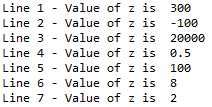 Line 1 - Value of z is  300
Line 2 - Value of z is  -100
Line 3 - Value of z is  20000
Line 4 - Value of z is  0.5
Line 5 - Value of z is  100
Line 6 - Value of z is  8
Line 7 - Value of z is  2